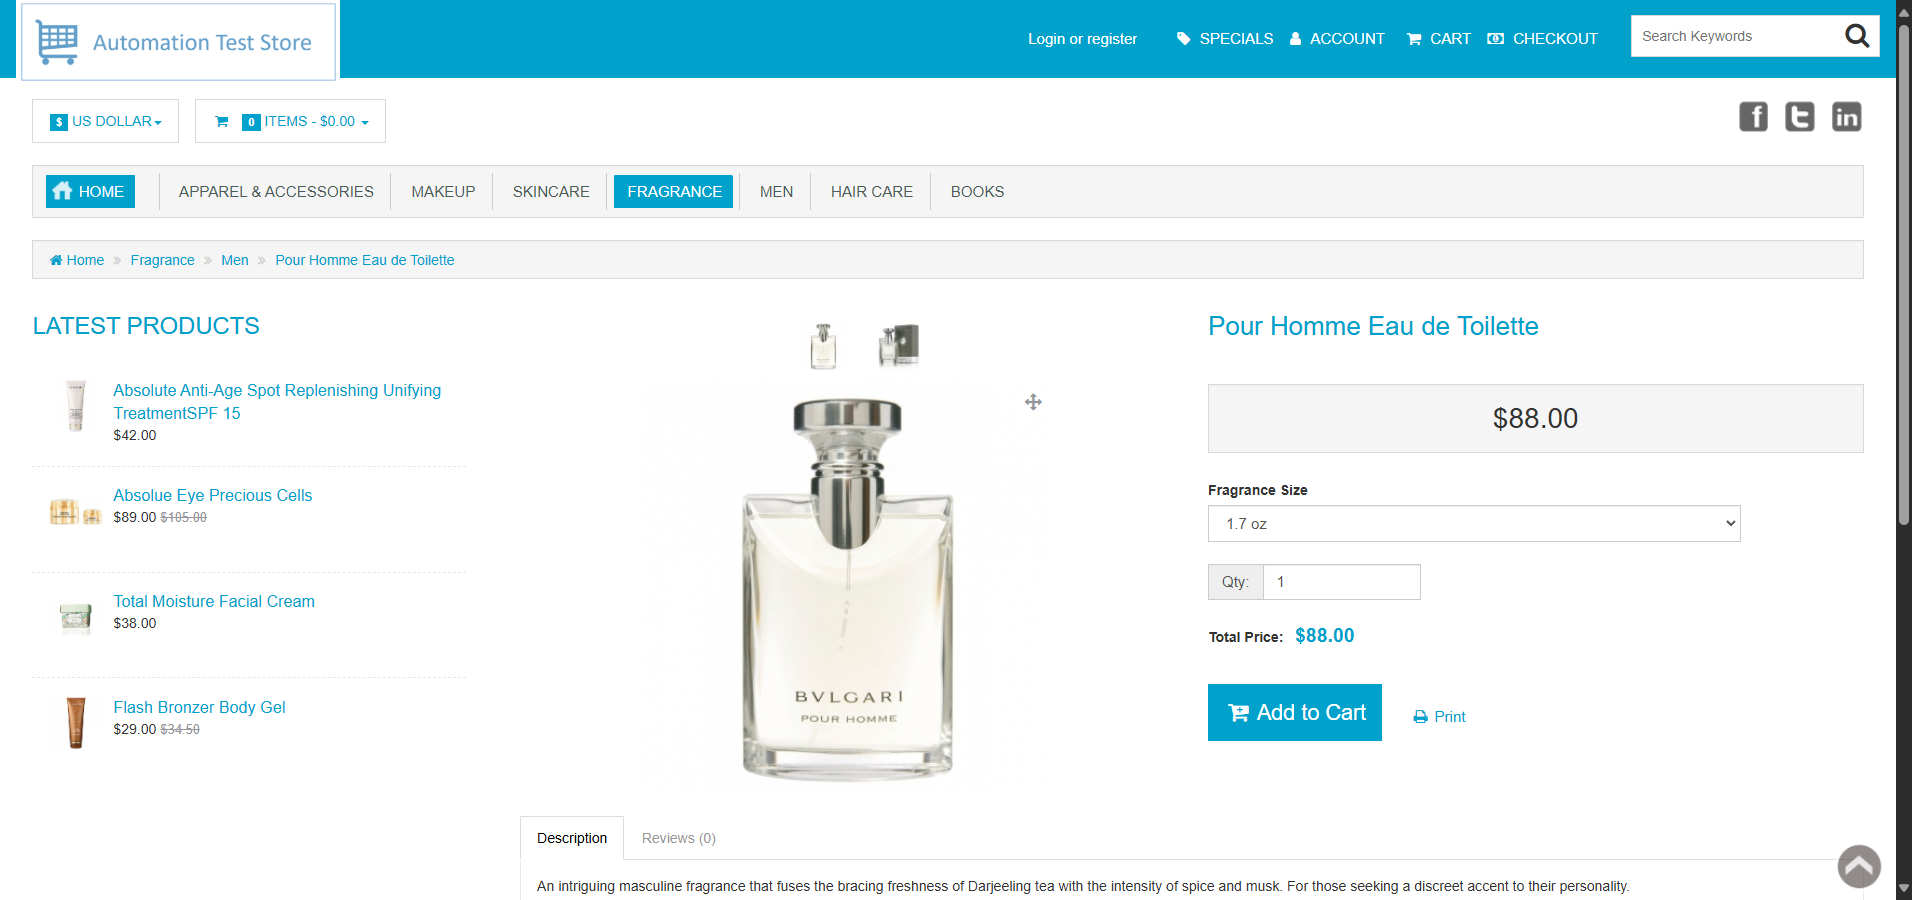 Automation Test Store
Login or register
SPECIALS
ACCOUNT
CART
CHECKOUT
Search Keywords
$ US DOLLAR
0 ITEMS - $0.00
HOME
APPAREL & ACCESSORIES
MAKEUP
SKINCARE
FRAGRANCE
MEN
HAIR CARE
BOOKS
Home » Fragrance » Men » Pour Homme Eau de Toilette
LATEST PRODUCTS
Absolute Anti-Age Spot Replenishing Unifying
TreatmentSPF 15
$42.00
Absolue Eye Precious Cells
$89.00 $105.00
Total Moisture Facial Cream
$38.00
Flash Bronzer Body Gel
$29.00 $34.50
BVLGARI
POUR HOMME
Pour Homme Eau de Toilette
$88.00
Fragrance Size
1.7 oz
Qty: 1
Total Price: $88.00
Add to Cart
Print
Description
Reviews (0)
An intriguing masculine fragrance that fuses the bracing freshness of Darjeeling tea with the intensity of spice and musk. For those seeking a discreet accent to their personality.